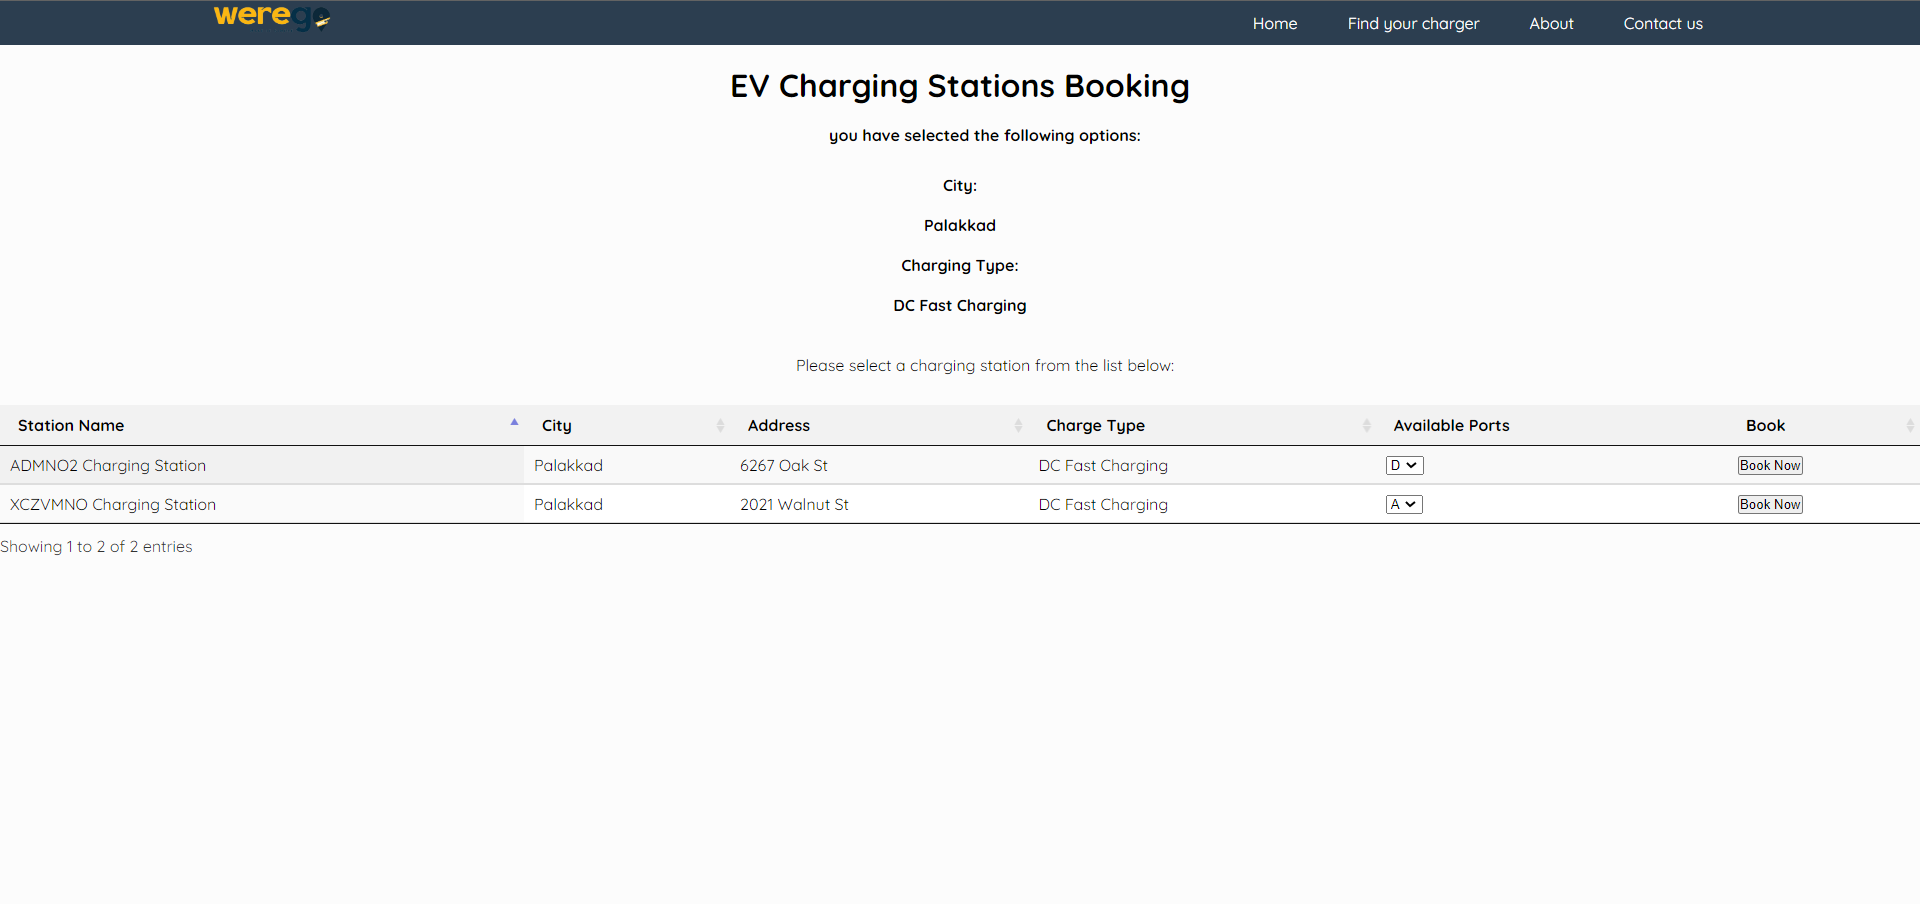 werego
Home Find your charger About Contact us
EV Charging Stations Booking
you have selected the following options:
City:
Palakkad
Charging Type:
DC Fast Charging
Please select a charging station from the list below:
Station Name City Address Charge Type Available Ports Book
ADMNO2 Charging Station Palakkad 6267 Oak St DC Fast Charging D Book Now
XCZVMNO Charging Station Palakkad 2021 Walnut St DC Fast Charging A Book Now
Showing 1 to 2 of 2 entries